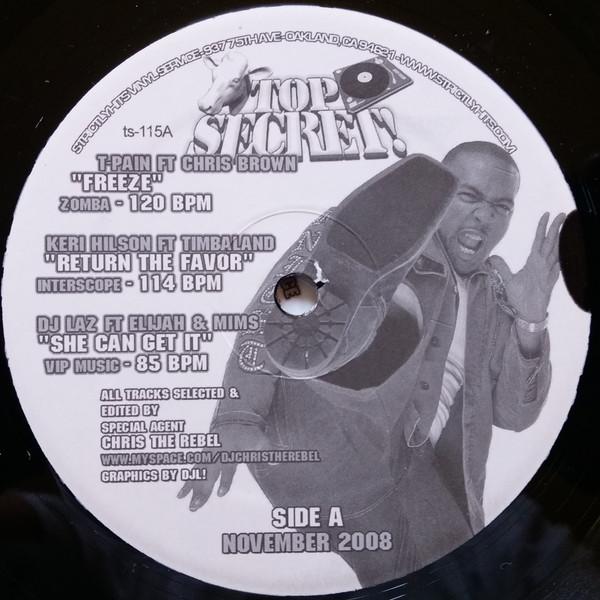 STRICTLYHITS VINYL SERVICE - 937 75TH AVE - OAKLAND, CA 94621 - WWW.STRICTLYHITS.COM
TOP
SECRET!
ts-115A
T-PAIN FT CHRIS BROWN
"FREEZE"
ZOMBA - 120 BPM
KERI HILSON FT TIMBALAND
"RETURN THE FAVOR"
INTERSCOPE - 114 BPM
DJ LAZ FT ELIJAH & MIMS
"SHE CAN GET IT"
VIP MUSIC - 85 BPM
ALL TRACKS SELECTED &
EDITED BY
SPECIAL AGENT
CHRIS THE REBEL
WWW.MYSPACE.COM/DJCHRISTHEREBEL
GRAPHICS BY DJL!
SIDE A
NOVEMBER 2008